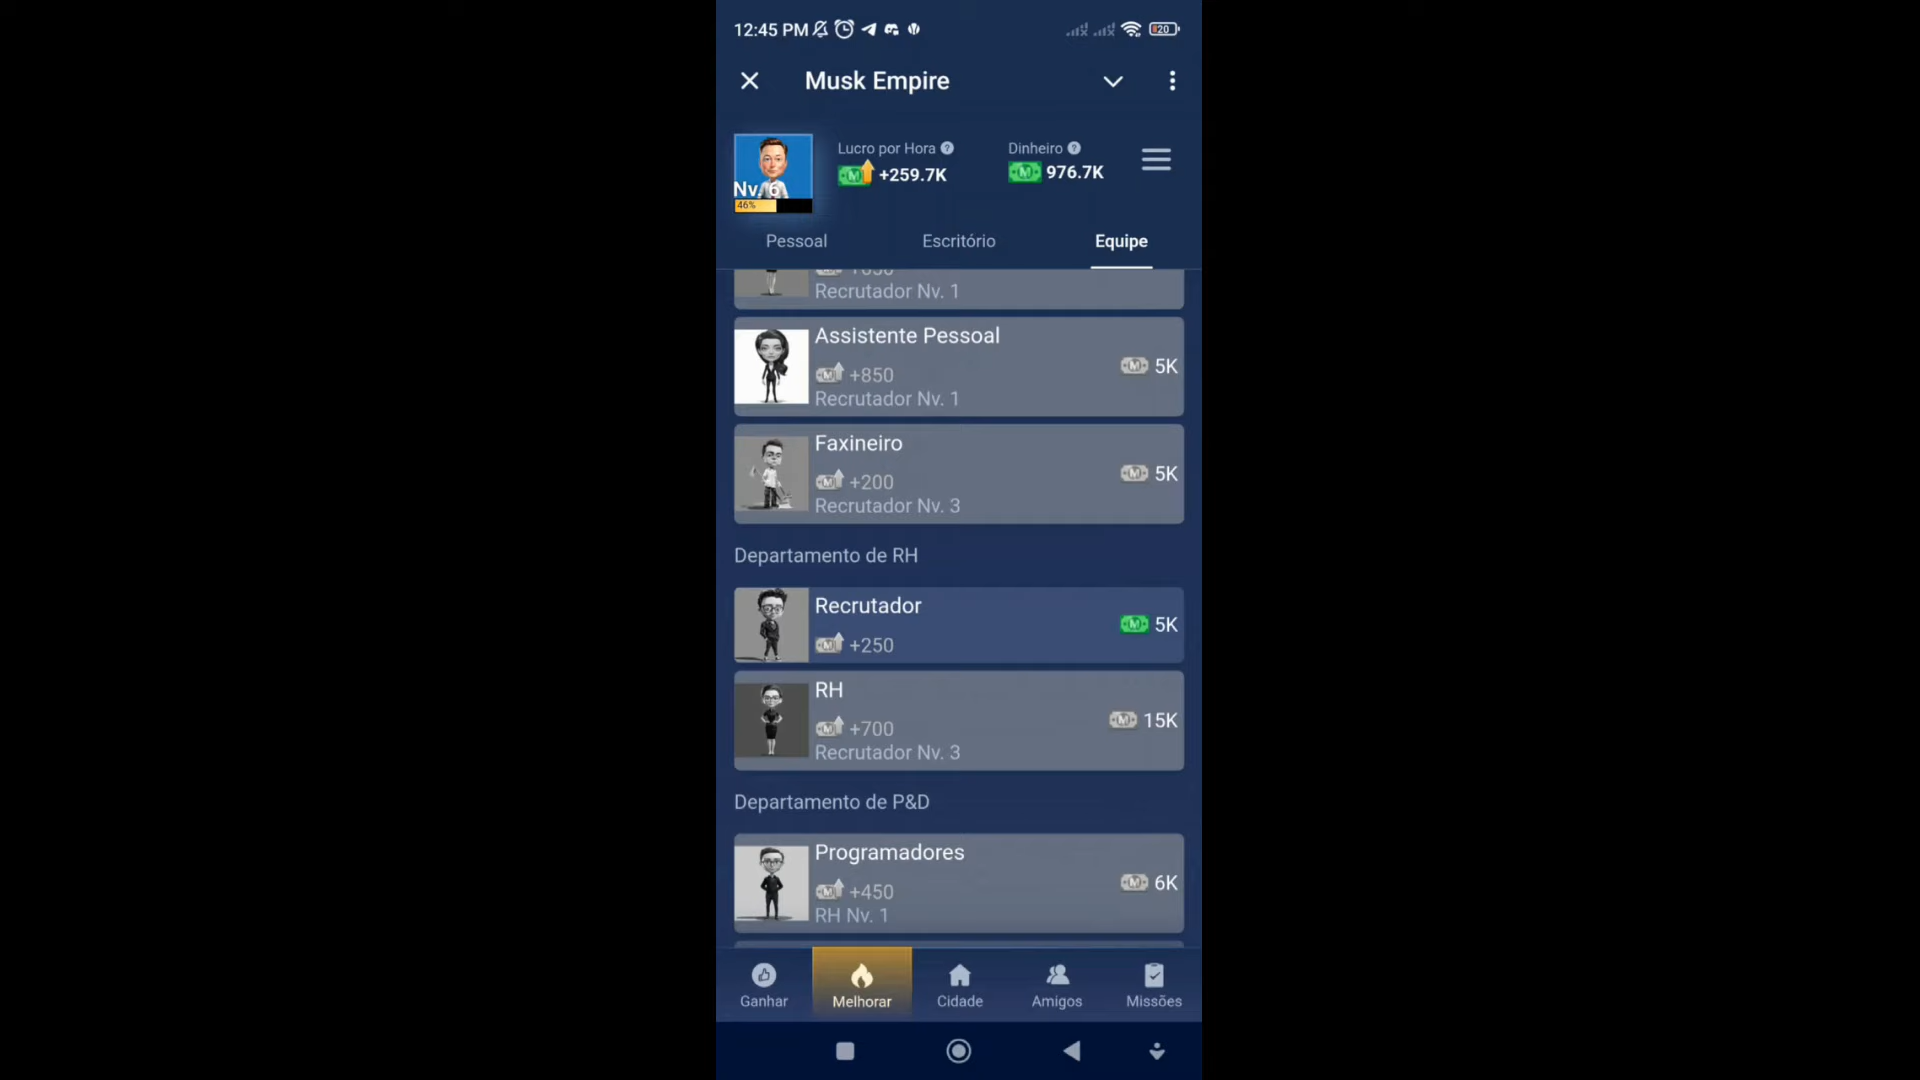 12:45 PM
20
Musk Empire
Lucro por Hora
+259.7K
Dinheiro
976.7K
Nv. 6
46%
Pessoal
Escritório
Equipe
Recrutador Nv. 1
Assistente Pessoal
+850
Recrutador Nv. 1
5K
Faxineiro
+200
Recrutador Nv. 3
5K
Departamento de RH
Recrutador
+250
5K
RH
+700
Recrutador Nv. 3
15K
Departamento de P&D
Programadores
+450
RH Nv. 1
6K
Ganhar
Melhorar
Cidade
Amigos
Missões